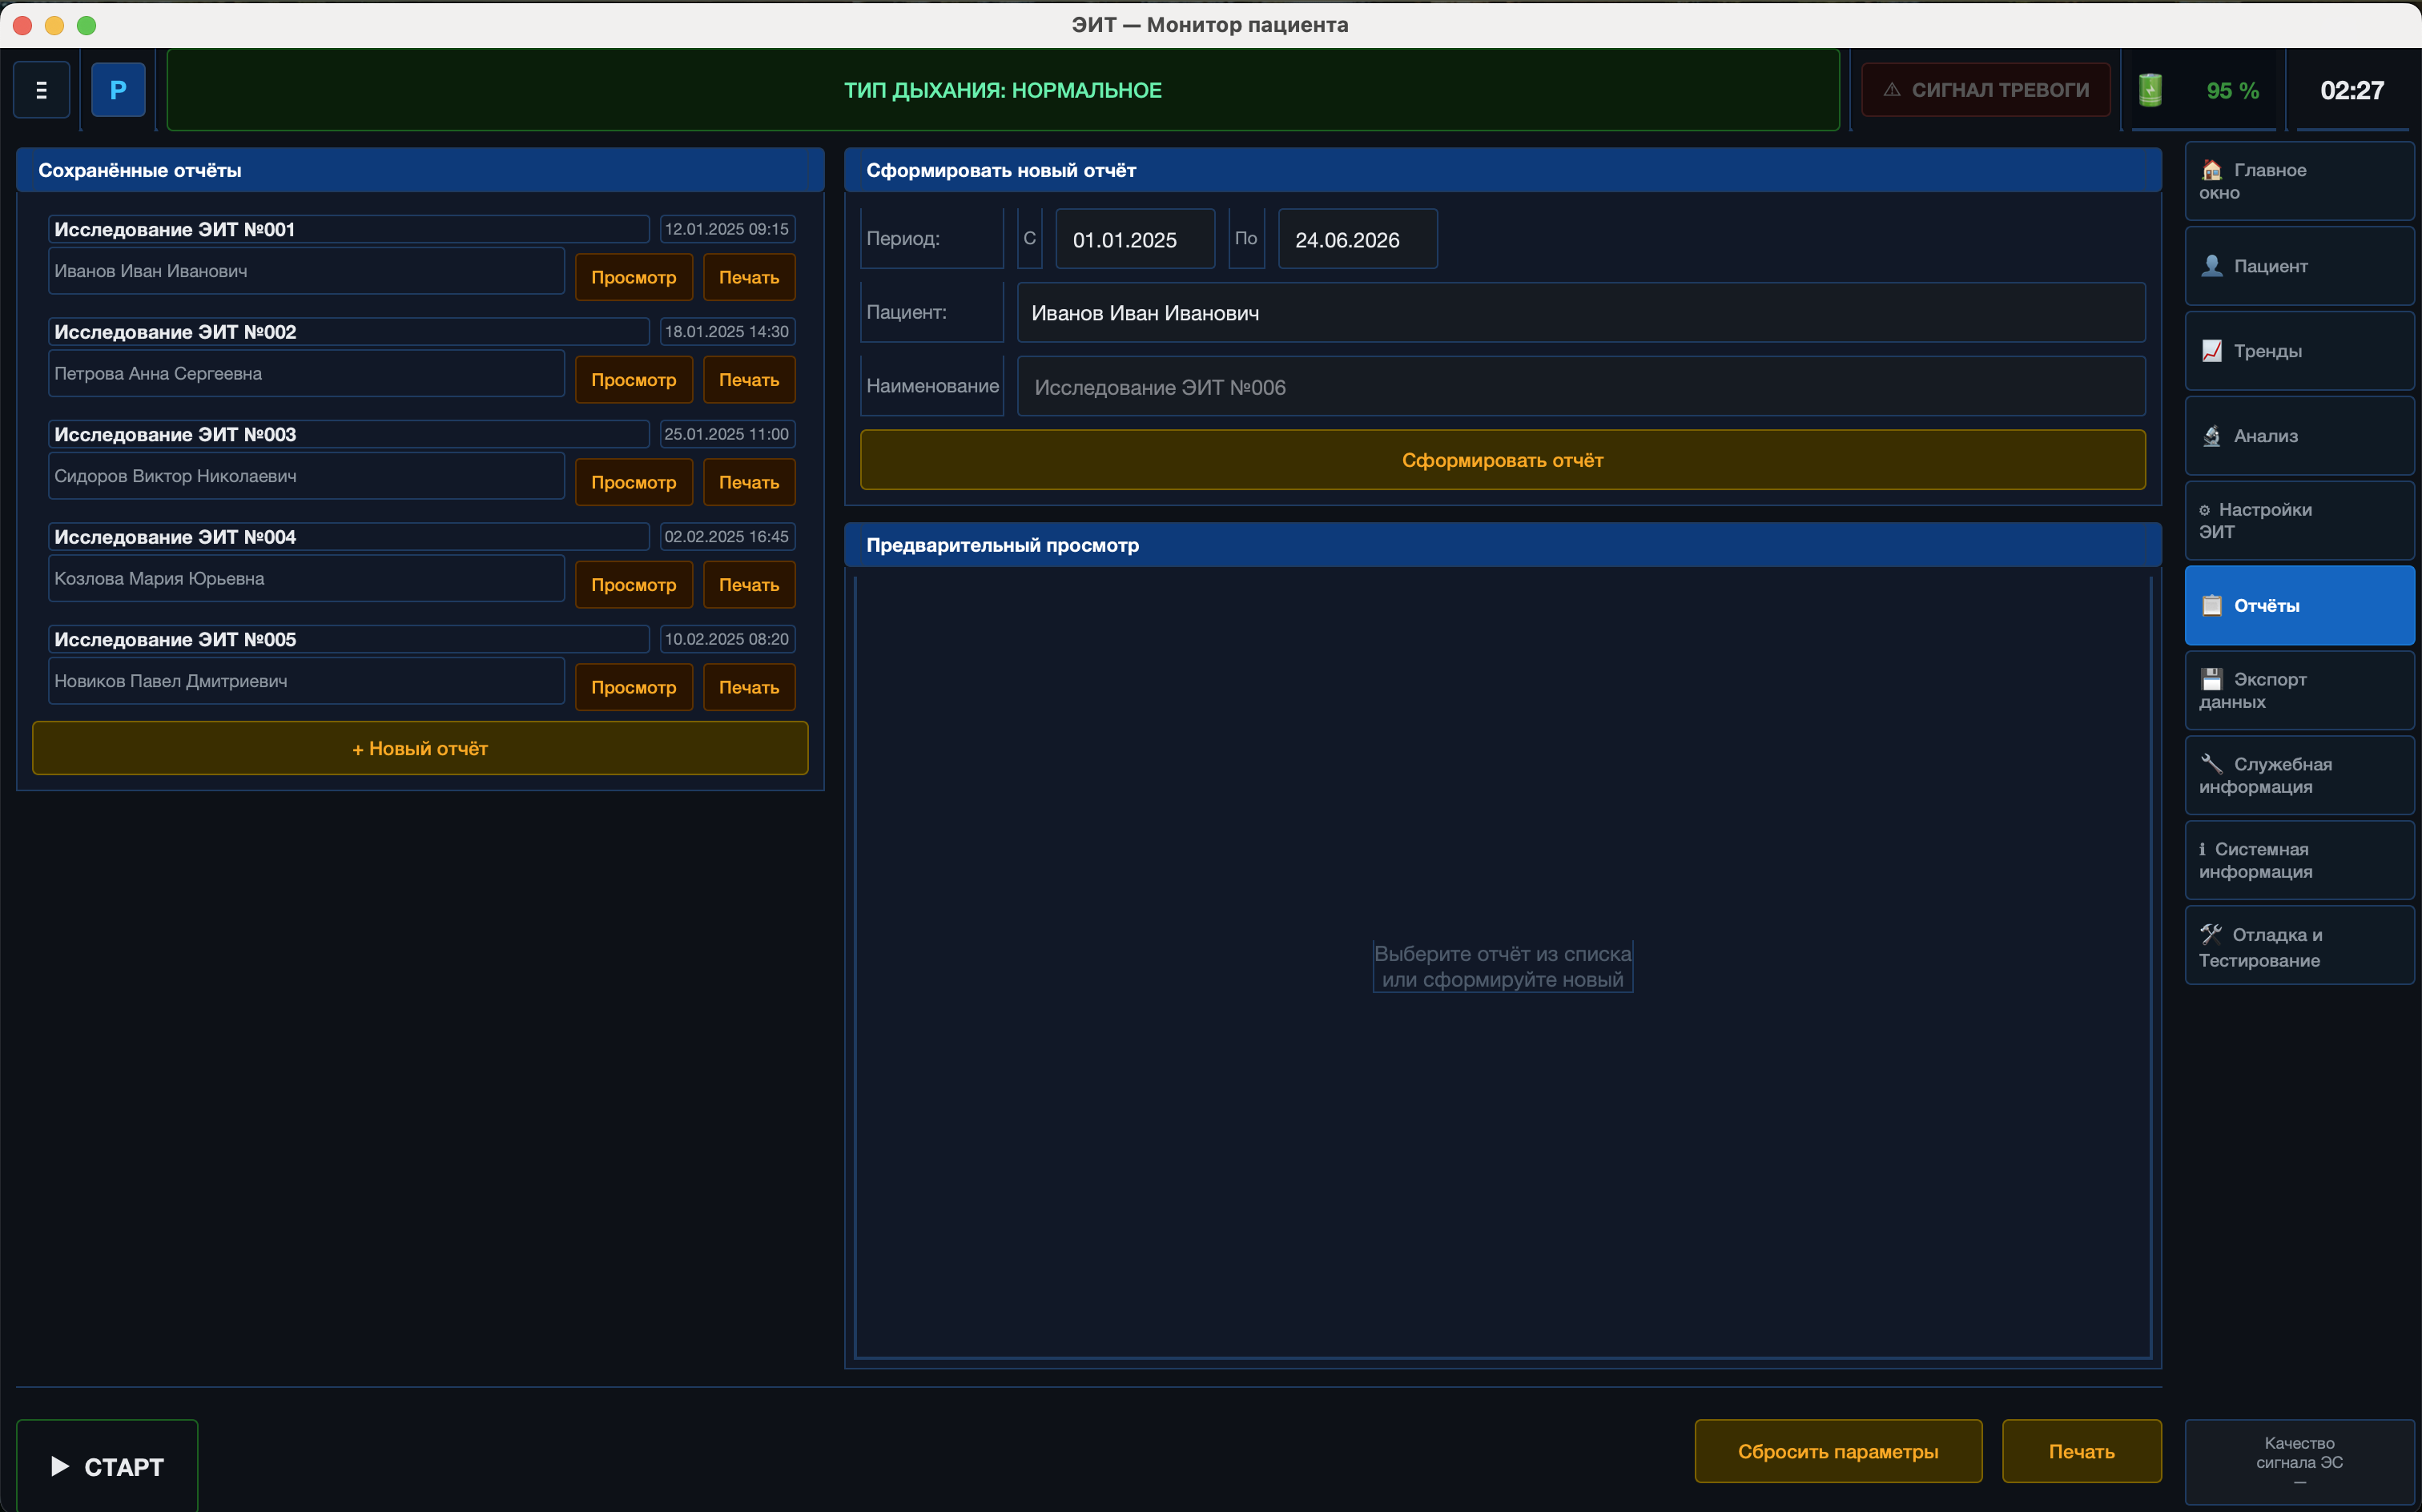 ЭИТ — Монитор пациента
P
ТИП ДЫХАНИЯ: НОРМАЛЬНОЕ
⚠ СИГНАЛ ТРЕВОГИ
95 %
02:27
Сохранённые отчёты
Исследование ЭИТ №001
12.01.2025 09:15
Иванов Иван Иванович
Просмотр
Печать
Исследование ЭИТ №002
18.01.2025 14:30
Петрова Анна Сергеевна
Просмотр
Печать
Исследование ЭИТ №003
25.01.2025 11:00
Сидоров Виктор Николаевич
Просмотр
Печать
Исследование ЭИТ №004
02.02.2025 16:45
Козлова Мария Юрьевна
Просмотр
Печать
Исследование ЭИТ №005
10.02.2025 08:20
Новиков Павел Дмитриевич
Просмотр
Печать
+ Новый отчёт
Сформировать новый отчёт
Период:
С
01.01.2025
По
24.06.2026
Пациент:
Иванов Иван Иванович
Наименование
Исследование ЭИТ №006
Сформировать отчёт
Предварительный просмотр
Выберите отчёт из списка
или сформируйте новый
Главное
окно
Пациент
Тренды
Анализ
Настройки
ЭИТ
Отчёты
Экспорт
данных
Служебная
информация
ℹ Системная
информация
Отладка и
Тестирование
▶ СТАРТ
Сбросить параметры
Печать
Качество
сигнала ЭС
—